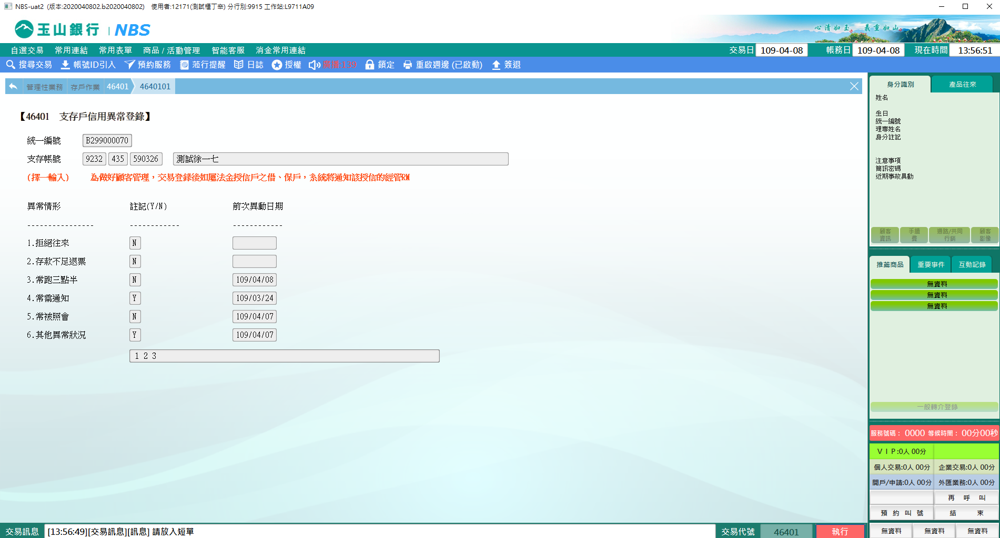 NBS-uat2 (版本:2020040802.b2020040802) 使用者:12171(測試櫃丁辛) 分行別:9915 工作站:L9711A09
玉山銀行 | NBS
心清如玉。義重如山。
自選交易 常用連結 常用表單 商品 / 活動管理 智能客服 消金常用連結
交易日 109-04-08 帳務日 109-04-08 現在時間 13:56:51
搜尋交易 帳號ID引入 預約服務 蒞行提醒 日誌 授權 廣播:139 鎖定 重啟週邊 (已啟動) 簽退
管理性業務 存戶作業 46401 4640101
【46401 支存戶信用異常登錄】
統一編號 B299000070
支存帳號 9232 435 590326 測試徐一七
(擇一輸入) 為做好顧客管理，交易登錄後如屬法金授信戶之借、保戶，系統將通知該授信的經管RM
異常情形 註記(Y/N) 前次異動日期
---------------- ------------ ------------
1.拒絕往來 N
2.存款不足退票 N
3.常跑三點半 N 109/04/08
4.常需通知 Y 109/03/24
5.常被照會 N 109/04/07
6.其他異常狀況 Y 109/04/07
1 2 3
身分識別 產品往來
姓名
生日
統一編號
理專姓名
身分註記
注意事項
簡訊密碼
近期事故異動
顧客資訊 手續費 通路/共同行銷 顧客影像
推薦商品 重要事件 互動記錄
無資料
無資料
無資料
一般轉介登錄
服務號碼： 0000 等候時間： 00分00秒
ＶＩＰ:0人 00分
個人交易:0人 00分 企業交易:0人 00分
開戶/申請:0人 00分 外匯業務:0人 00分
再 呼 叫
預 約 叫 號 結 束
無資料 無資料 無資料
交易訊息 [13:56:49][交易訊息][訊息] 請放入短單 交易代號 46401 執行